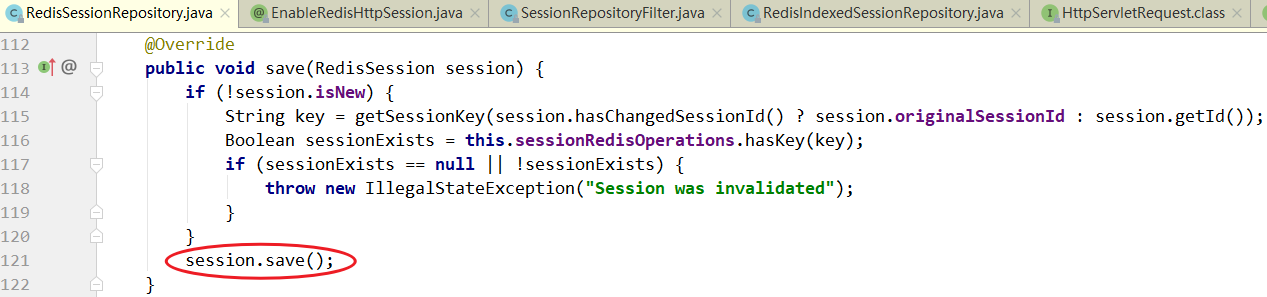 RedisSessionRepository.java × EnableRedisHttpSession.java × SessionRepositoryFilter.java × RedisIndexedSessionRepository.java × HttpServletRequest.class ×
112 @Override
113 @ public void save(RedisSession session) {
114 if (!session.isNew) {
115 String key = getSessionKey(session.hasChangedSessionId() ? session.originalSessionId : session.getId());
116 Boolean sessionExists = this.sessionRedisOperations.hasKey(key);
117 if (sessionExists == null || !sessionExists) {
118 throw new IllegalStateException("Session was invalidated");
119 }
120 }
121 session.save();
122 }